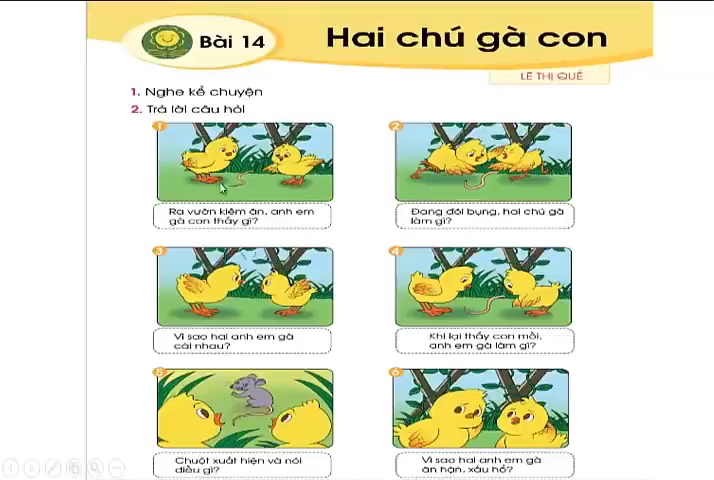 Bài 14
Hai chú gà con
LÊ THỊ QUẾ
1. Nghe kể chuyện
2. Trả lời câu hỏi
1
2
Ra vườn kiếm ăn, anh em
gà con thấy gì?
Đang đói bụng, hai chú gà
làm gì?
3
4
Vì sao hai anh em gà
cãi nhau?
Khi lại thấy con mồi,
anh em gà làm gì?
5
6
Chuột xuất hiện và nói
điều gì?
Vì sao hai anh em gà
ân hận, xấu hổ?